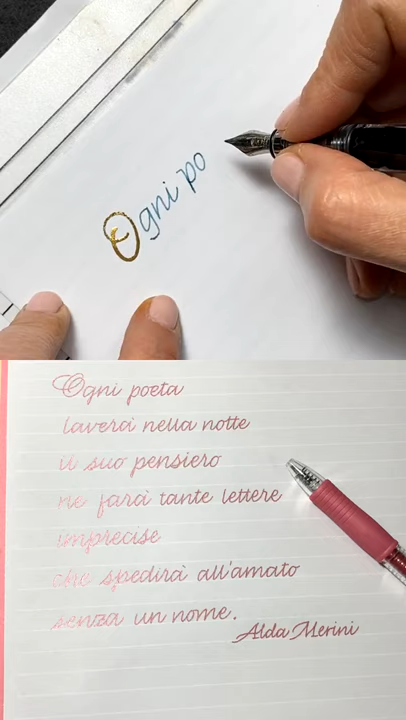 Ogni po
Ogni poeta
laverà nella notte
il suo pensiero
ne farà tante lettere
imprecise
che spedirà all'amato
senza un nome.
Alda Merini